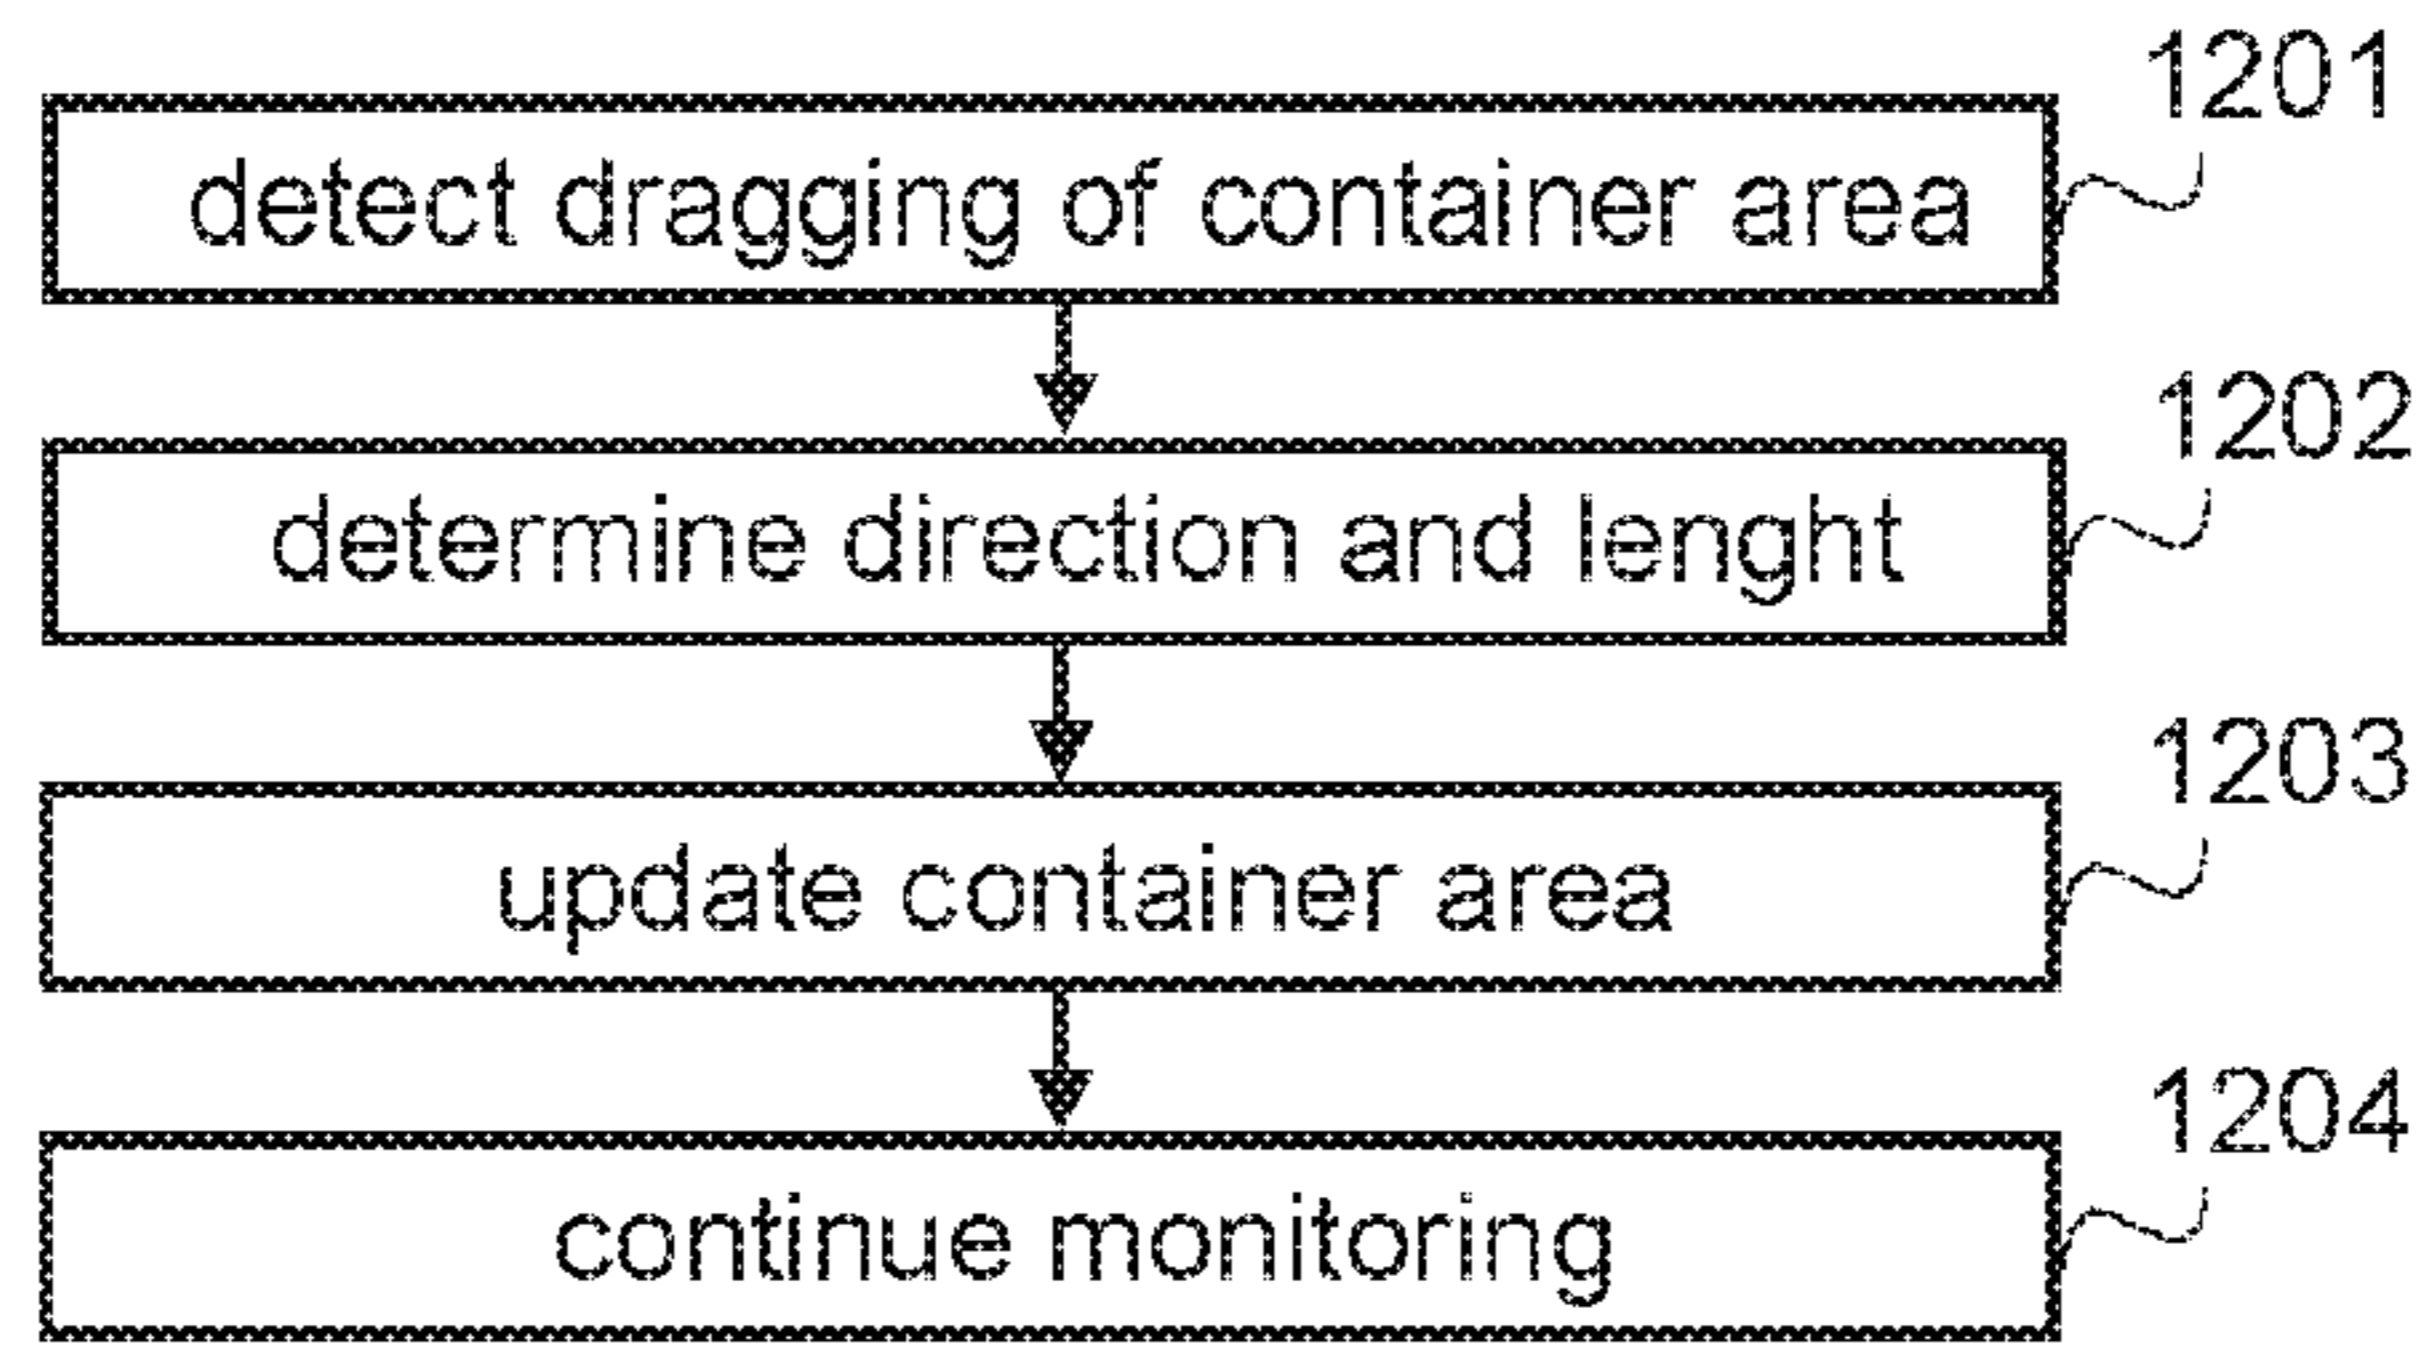 1201
detect dragging of container area
1202
determine direction and lenght
1203
update container area
1204
continue monitoring